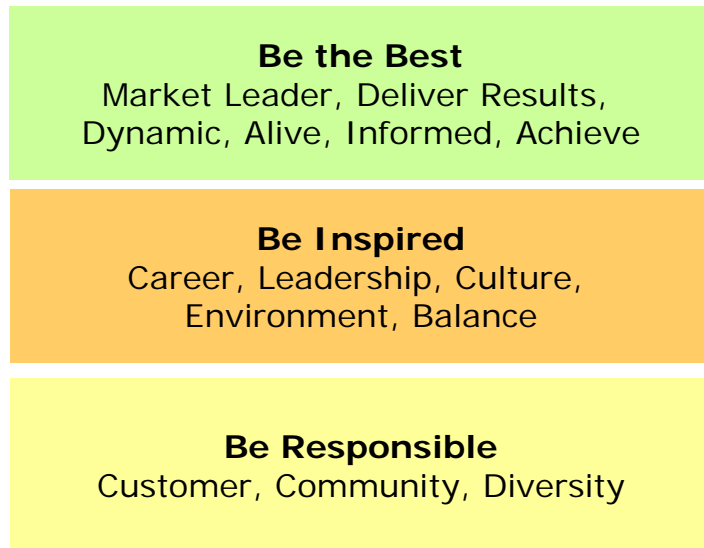 Be the Best
Market Leader, Deliver Results,
Dynamic, Alive, Informed, Achieve
Be Inspired
Career, Leadership, Culture,
Environment, Balance
Be Responsible
Customer, Community, Diversity